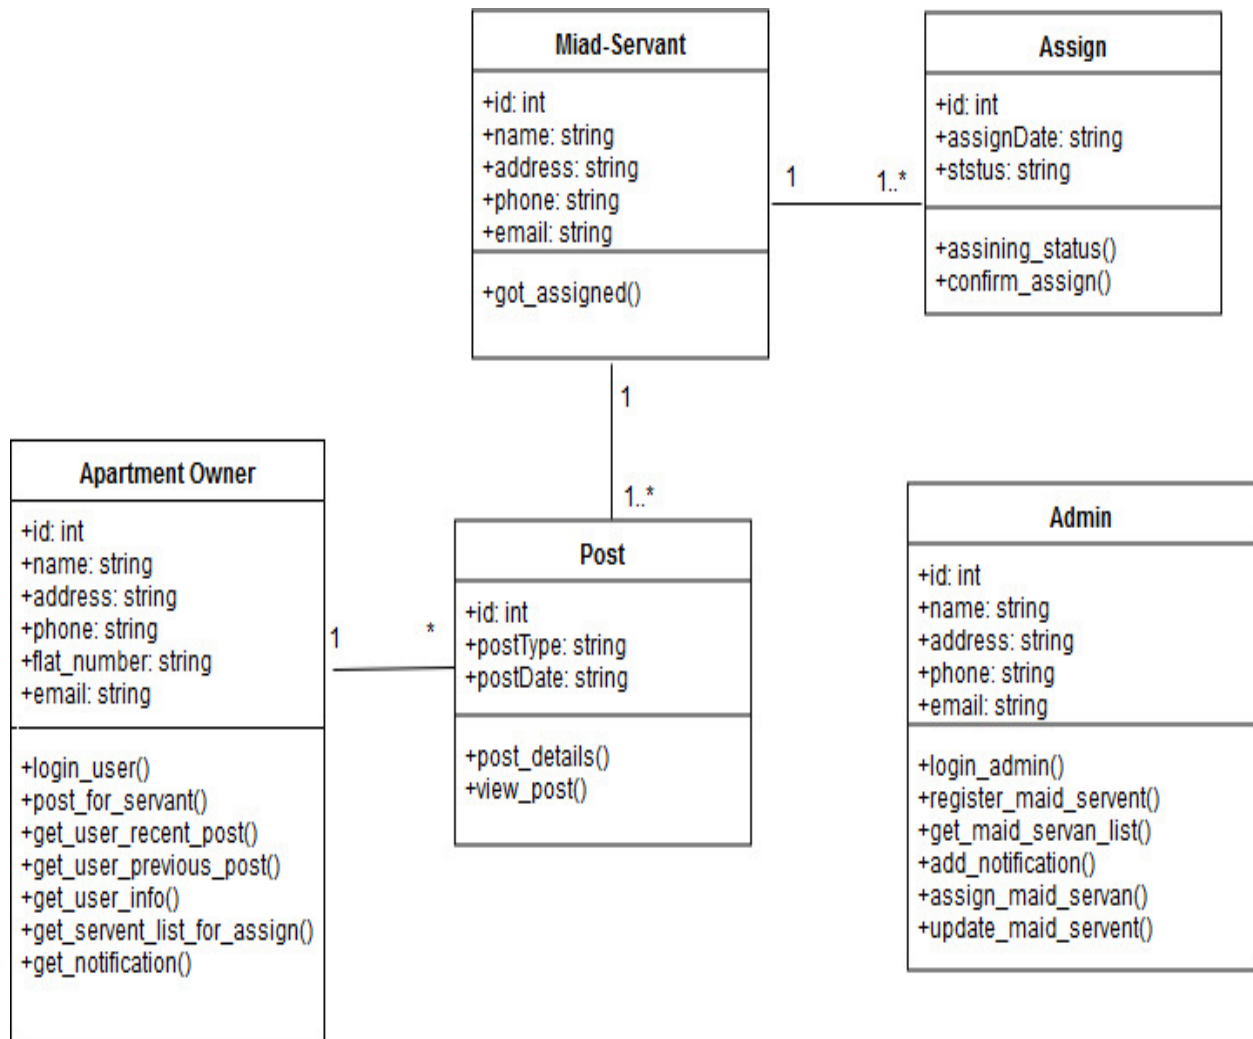 Miad-Servant
+id: int
+name: string
+address: string
+phone: string
+email: string
+got_assigned()
1
1..*
Assign
+id: int
+assignDate: string
+ststus: string
+assining_status()
+confirm_assign()
1
1..*
Apartment Owner
+id: int
+name: string
+address: string
+phone: string
+flat_number: string
+email: string
+login_user()
+post_for_servant()
+get_user_recent_post()
+get_user_previous_post()
+get_user_info()
+get_servent_list_for_assign()
+get_notification()
1
*
Post
+id: int
+postType: string
+postDate: string
+post_details()
+view_post()
Admin
+id: int
+name: string
+address: string
+phone: string
+email: string
+login_admin()
+register_maid_servent()
+get_maid_servan_list()
+add_notification()
+assign_maid_servan()
+update_maid_servent()